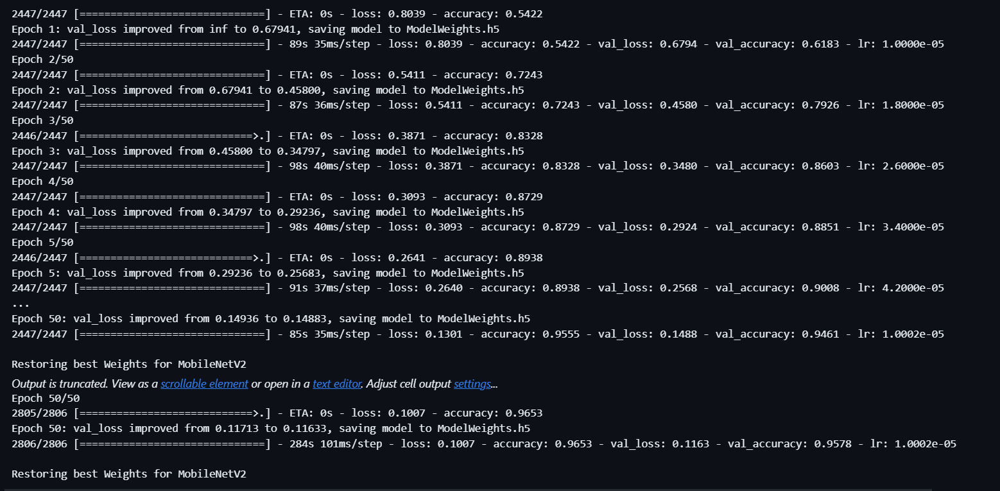 2447/2447 [==============================] - ETA: 0s - loss: 0.8039 - accuracy: 0.5422
Epoch 1: val_loss improved from inf to 0.67941, saving model to ModelWeights.h5
2447/2447 [==============================] - 89s 35ms/step - loss: 0.8039 - accuracy: 0.5422 - val_loss: 0.6794 - val_accuracy: 0.6183 - lr: 1.0000e-05
Epoch 2/50
2447/2447 [==============================] - ETA: 0s - loss: 0.5411 - accuracy: 0.7243
Epoch 2: val_loss improved from 0.67941 to 0.45800, saving model to ModelWeights.h5
2447/2447 [==============================] - 87s 36ms/step - loss: 0.5411 - accuracy: 0.7243 - val_loss: 0.4580 - val_accuracy: 0.7926 - lr: 1.8000e-05
Epoch 3/50
2446/2447 [============================>.] - ETA: 0s - loss: 0.3871 - accuracy: 0.8328
Epoch 3: val_loss improved from 0.45800 to 0.34797, saving model to ModelWeights.h5
2447/2447 [==============================] - 98s 40ms/step - loss: 0.3871 - accuracy: 0.8328 - val_loss: 0.3480 - val_accuracy: 0.8603 - lr: 2.6000e-05
Epoch 4/50
2447/2447 [==============================] - ETA: 0s - loss: 0.3093 - accuracy: 0.8729
Epoch 4: val_loss improved from 0.34797 to 0.29236, saving model to ModelWeights.h5
2447/2447 [==============================] - 98s 40ms/step - loss: 0.3093 - accuracy: 0.8729 - val_loss: 0.2924 - val_accuracy: 0.8851 - lr: 3.4000e-05
Epoch 5/50
2446/2447 [============================>.] - ETA: 0s - loss: 0.2641 - accuracy: 0.8938
Epoch 5: val_loss improved from 0.29236 to 0.25683, saving model to ModelWeights.h5
2447/2447 [==============================] - 91s 37ms/step - loss: 0.2640 - accuracy: 0.8938 - val_loss: 0.2568 - val_accuracy: 0.9008 - lr: 4.2000e-05
...
Epoch 50: val_loss improved from 0.14936 to 0.14883, saving model to ModelWeights.h5
2447/2447 [==============================] - 85s 35ms/step - loss: 0.1301 - accuracy: 0.9555 - val_loss: 0.1488 - val_accuracy: 0.9461 - lr: 1.0002e-05
Restoring best Weights for MobileNetV2
Output is truncated. View as a scrollable element or open in a text editor. Adjust cell output settings...
Epoch 50/50
2805/2806 [============================>.] - ETA: 0s - loss: 0.1007 - accuracy: 0.9653
Epoch 50: val_loss improved from 0.11713 to 0.11633, saving model to ModelWeights.h5
2806/2806 [==============================] - 284s 101ms/step - loss: 0.1007 - accuracy: 0.9653 - val_loss: 0.1163 - val_accuracy: 0.9578 - lr: 1.0002e-05
Restoring best Weights for MobileNetV2